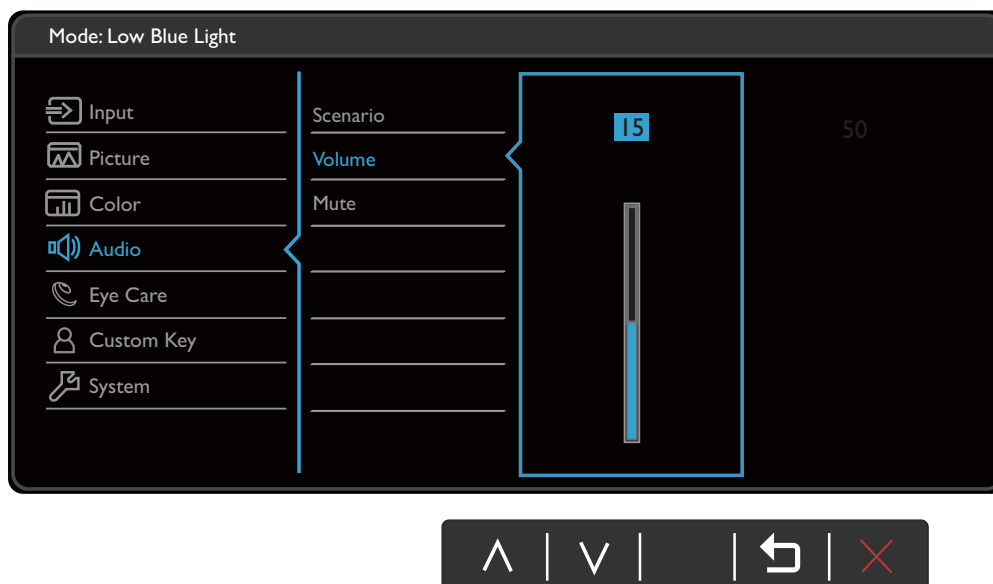 Mode: Low Blue Light
Input
Picture
Color
Audio
Eye Care
Custom Key
System
Scenario
Volume
Mute
15
50